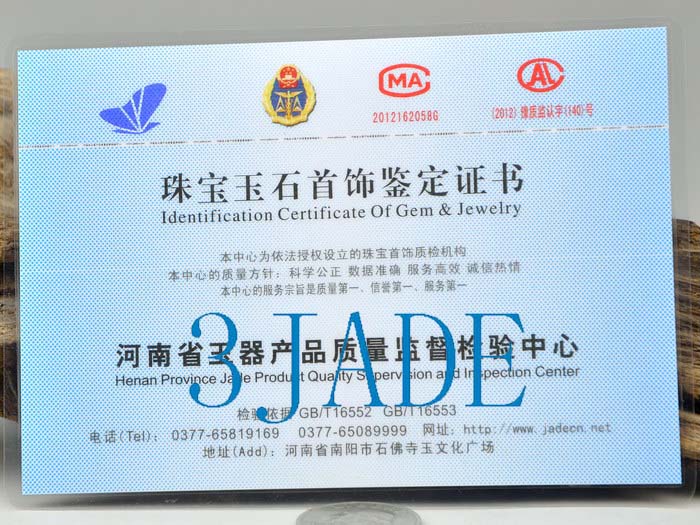 MA
CAL
2012162058G
(2012) 豫质监认字(140)号
珠宝玉石首饰鉴定证书
Identification Certificate Of Gem & Jewelry
本中心为依法授权设立的珠宝首饰质检机构
本中心的质量方针：科学公正 数据准确 服务高效 诚信热情
本中心的服务宗旨是质量第一、信誉第一、服务第一
3JADE
河南省玉器产品质量监督检验中心
Henan Province Jade Product Quality Supervision and Inspection Center
检验依据 GB/T16552 GB/T16553
电话(Tel)： 0377-65819169 0377-65089999 网址：http://www.jadecn.net
地址(Add)：河南省南阳市石佛寺玉文化广场